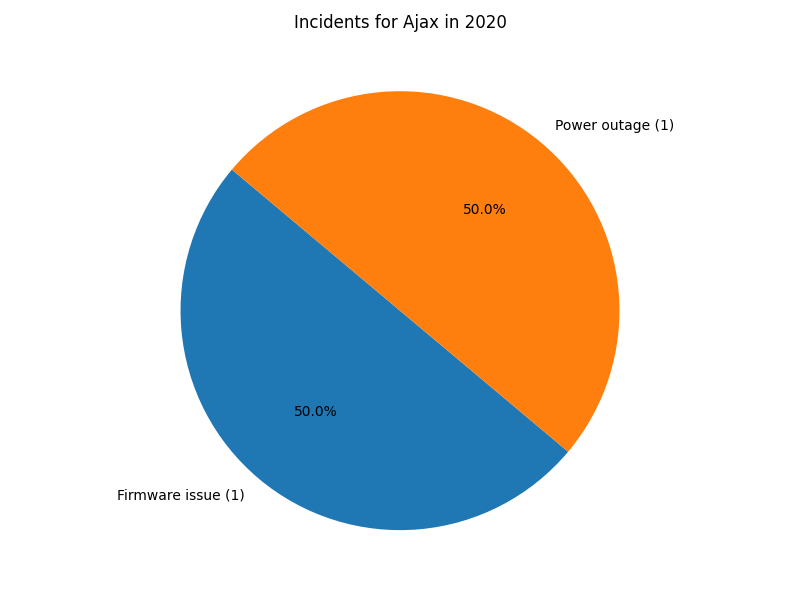 Incidents for Ajax in 2020
Power outage (1)
50.0%
50.0%
Firmware issue (1)